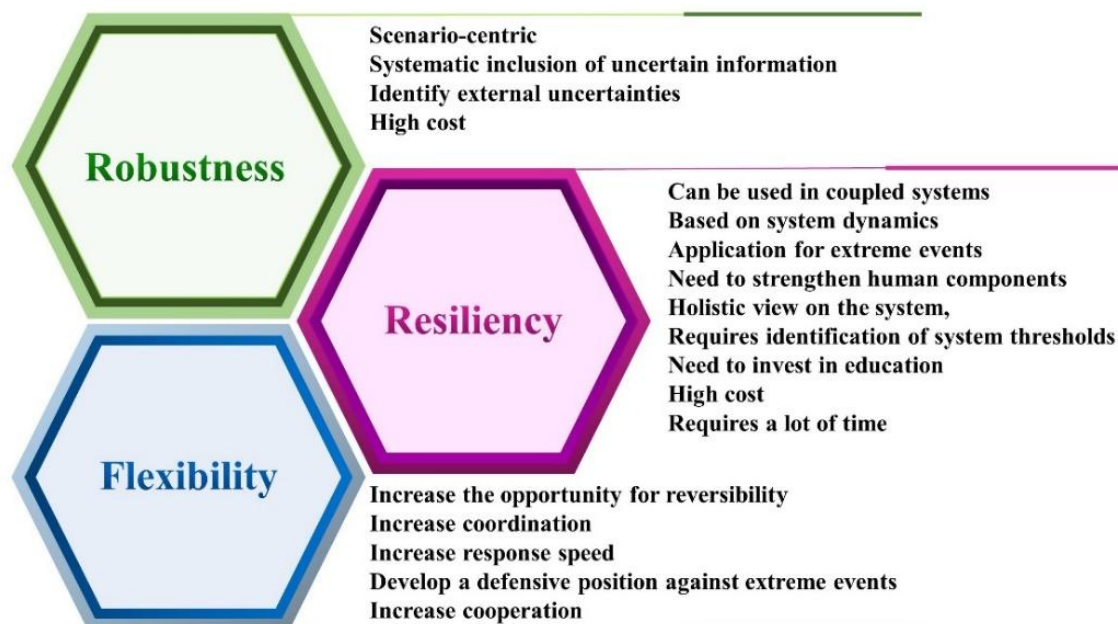 Robustness
Scenario-centric
Systematic inclusion of uncertain information
Identify external uncertainties
High cost
Resiliency
Can be used in coupled systems
Based on system dynamics
Application for extreme events
Need to strengthen human components
Holistic view on the system,
Requires identification of system thresholds
Need to invest in education
High cost
Requires a lot of time
Flexibility
Increase the opportunity for reversibility
Increase coordination
Increase response speed
Develop a defensive position against extreme events
Increase cooperation